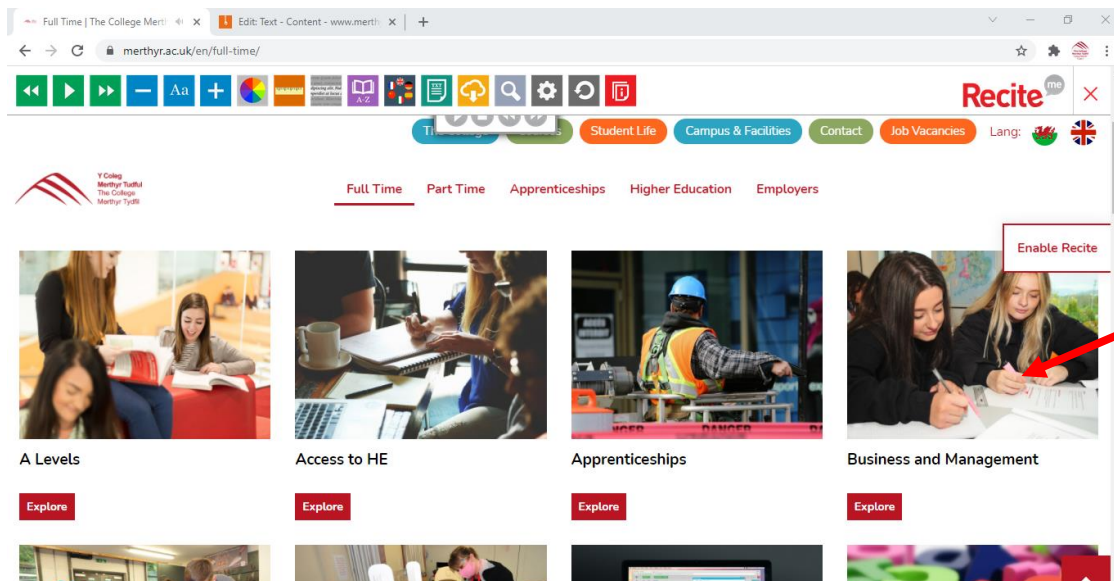 Full Time | The College Merth
Edit: Text - Content - www.merth
merthyr.ac.uk/en/full-time/
Aa
A-Z
TXT
Recite me
Student Life
Campus & Facilities
Contact
Job Vacancies
Lang:
Y Coleg
Merthyr Tudful
The College
Merthyr Tydfil
Full Time
Part Time
Apprenticeships
Higher Education
Employers
Enable Recite
DANGER
A Levels
Access to HE
Apprenticeships
Business and Management
Explore
Explore
Explore
Explore